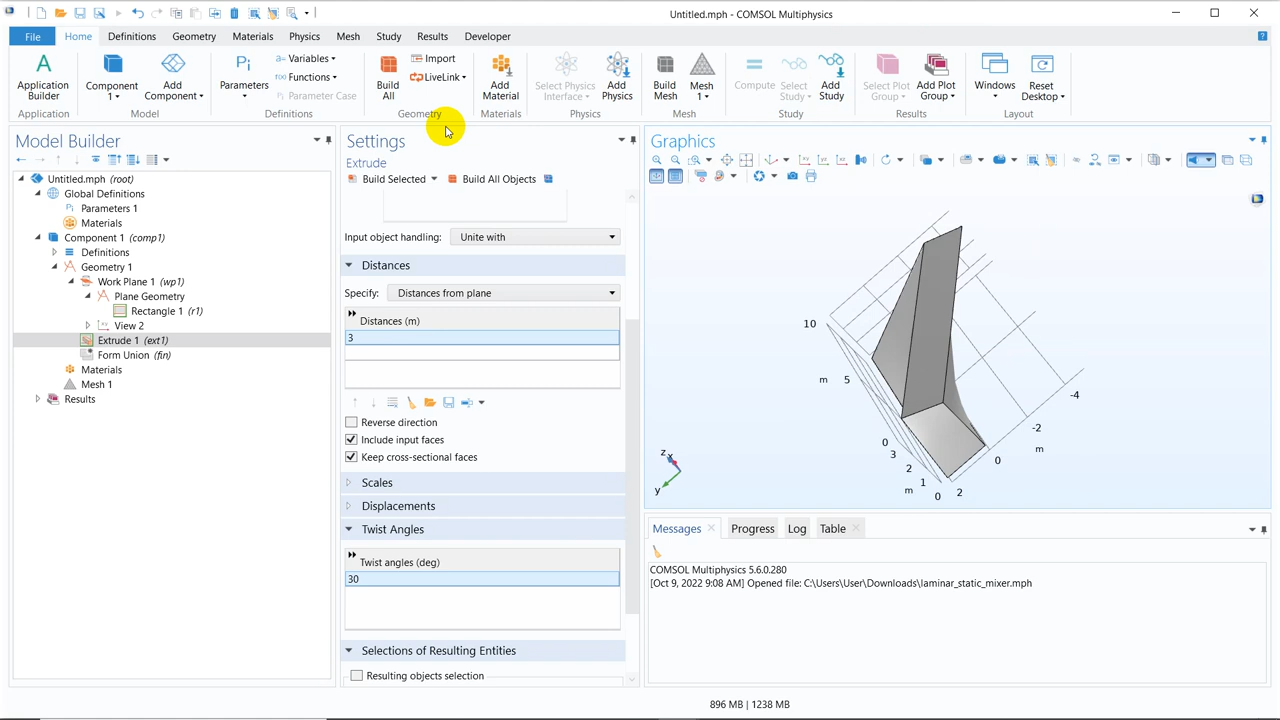 Untitled.mph - COMSOL Multiphysics
File Home Definitions Geometry Materials Physics Mesh Study Results Developer
Application Builder
Component 1
Add Component
Parameters
Variables
Functions
Parameter Case
Build All
Import
LiveLink
Add Material
Select Physics Interface
Add Physics
Build Mesh
Mesh 1
Compute
Select Study
Add Study
Select Plot Group
Add Plot Group
Windows
Reset Desktop
Application Model Definitions Geometry Materials Physics Mesh Study Results Layout
Model Builder
Untitled.mph (root)
Global Definitions
Parameters 1
Materials
Component 1 (comp1)
Definitions
Geometry 1
Work Plane 1 (wp1)
Plane Geometry
Rectangle 1 (r1)
View 2
Extrude 1 (ext1)
Form Union (fin)
Materials
Mesh 1
Results
Settings
Extrude
Build Selected Build All Objects
Input object handling: Unite with
Distances
Specify: Distances from plane
Distances (m)
3
Reverse direction
Include input faces
Keep cross-sectional faces
Scales
Displacements
Twist Angles
Twist angles (deg)
30
Selections of Resulting Entities
Resulting objects selection
Graphics
10
m 5
0
3
2
1
m 0
2
0
-2
m
-4
z x
y
Messages Progress Log Table
COMSOL Multiphysics 5.6.0.280
[Oct 9, 2022 9:08 AM] Opened file: C:\Users\User\Downloads\laminar_static_mixer.mph
896 MB | 1238 MB